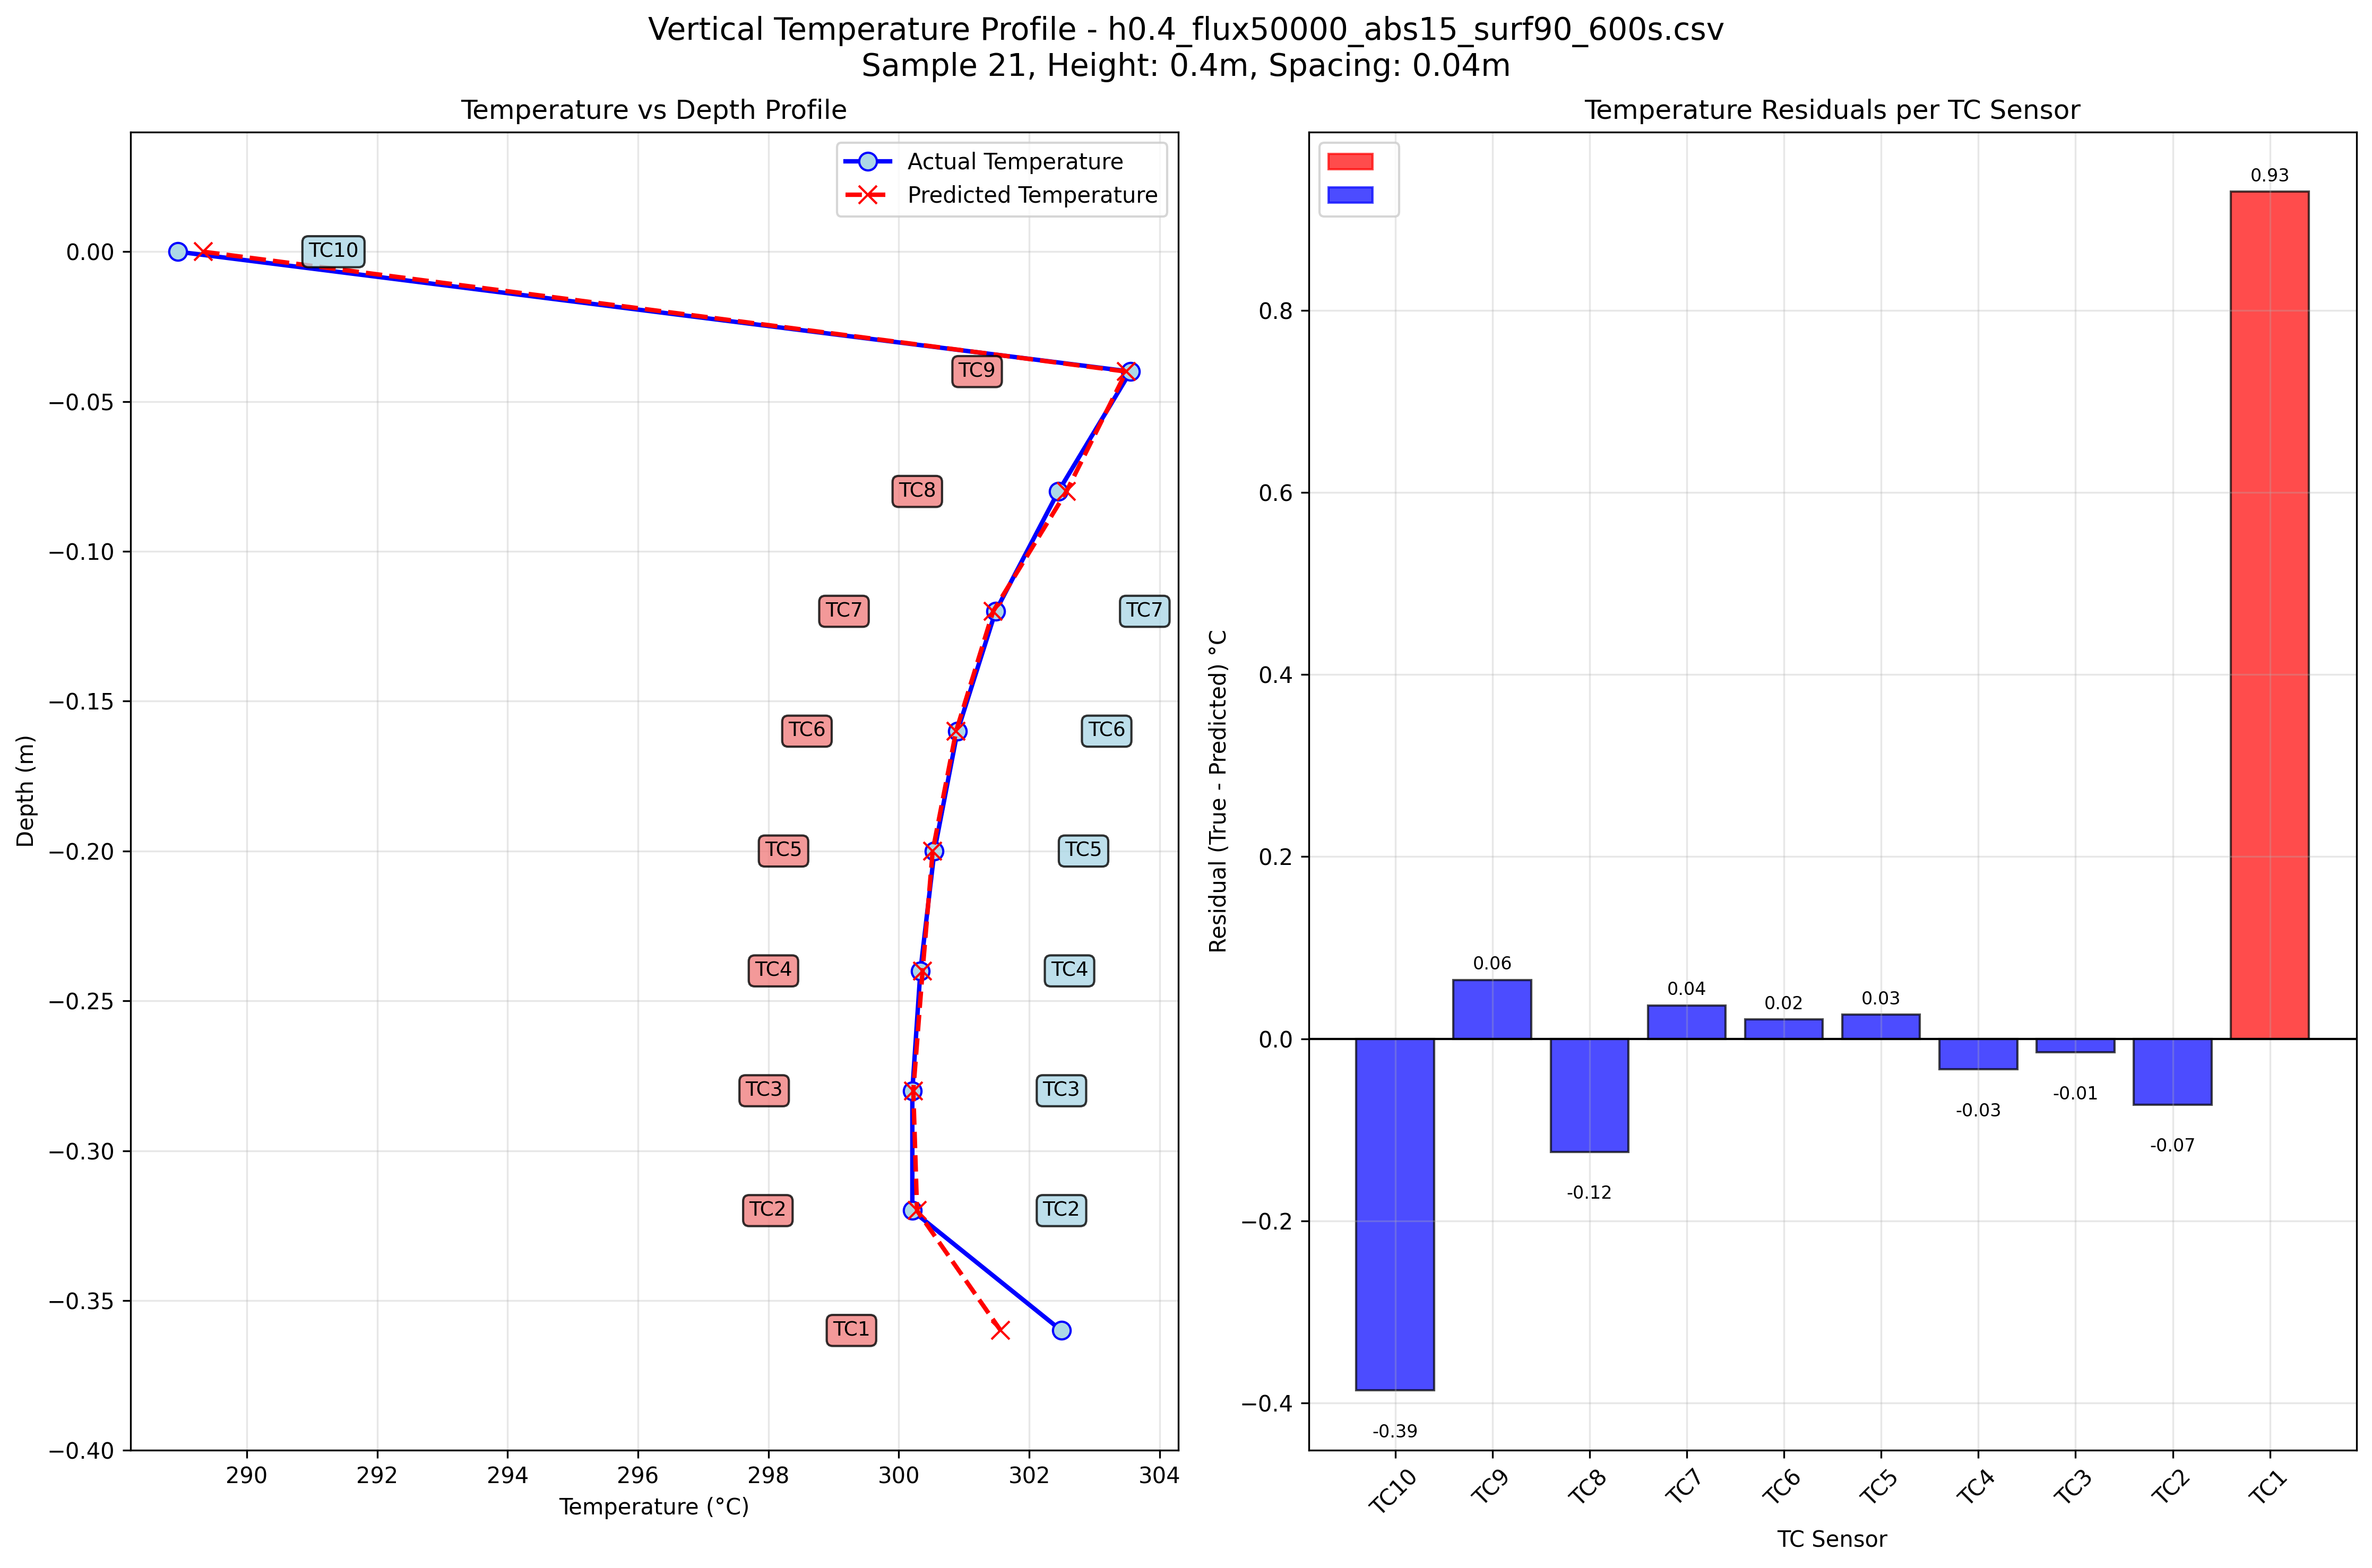 Vertical Temperature Profile - h0.4_flux50000_abs15_surf90_600s.csv
Sample 21, Height: 0.4m, Spacing: 0.04m
Temperature vs Depth Profile
Actual Temperature
Predicted Temperature
TC10
TC9
TC8
TC7
TC7
TC6
TC6
TC5
TC5
TC4
TC4
TC3
TC3
TC2
TC2
TC1
0.00
−0.05
−0.10
−0.15
−0.20
−0.25
−0.30
−0.35
−0.40
Depth (m)
290 292 294 296 298 300 302 304
Temperature (°C)
Temperature Residuals per TC Sensor
0.93
0.06
0.04
0.02
0.03
-0.03
-0.01
-0.07
-0.12
-0.39
0.8
0.6
0.4
0.2
0.0
−0.2
−0.4
Residual (True - Predicted) °C
TC10 TC9 TC8 TC7 TC6 TC5 TC4 TC3 TC2 TC1
TC Sensor